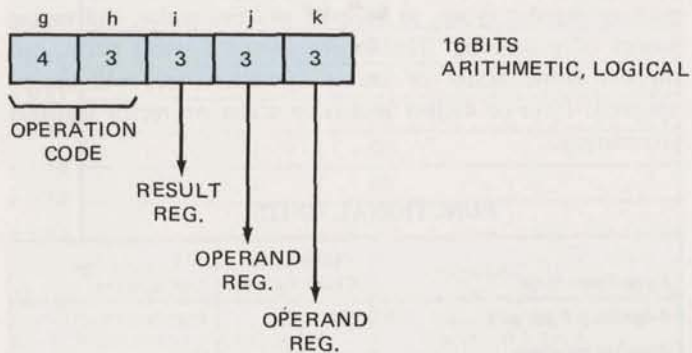 g h i j k
4 3 3 3 3
16 BITS
ARITHMETIC, LOGICAL
OPERATION
CODE
RESULT
REG.
OPERAND
REG.
OPERAND
REG.